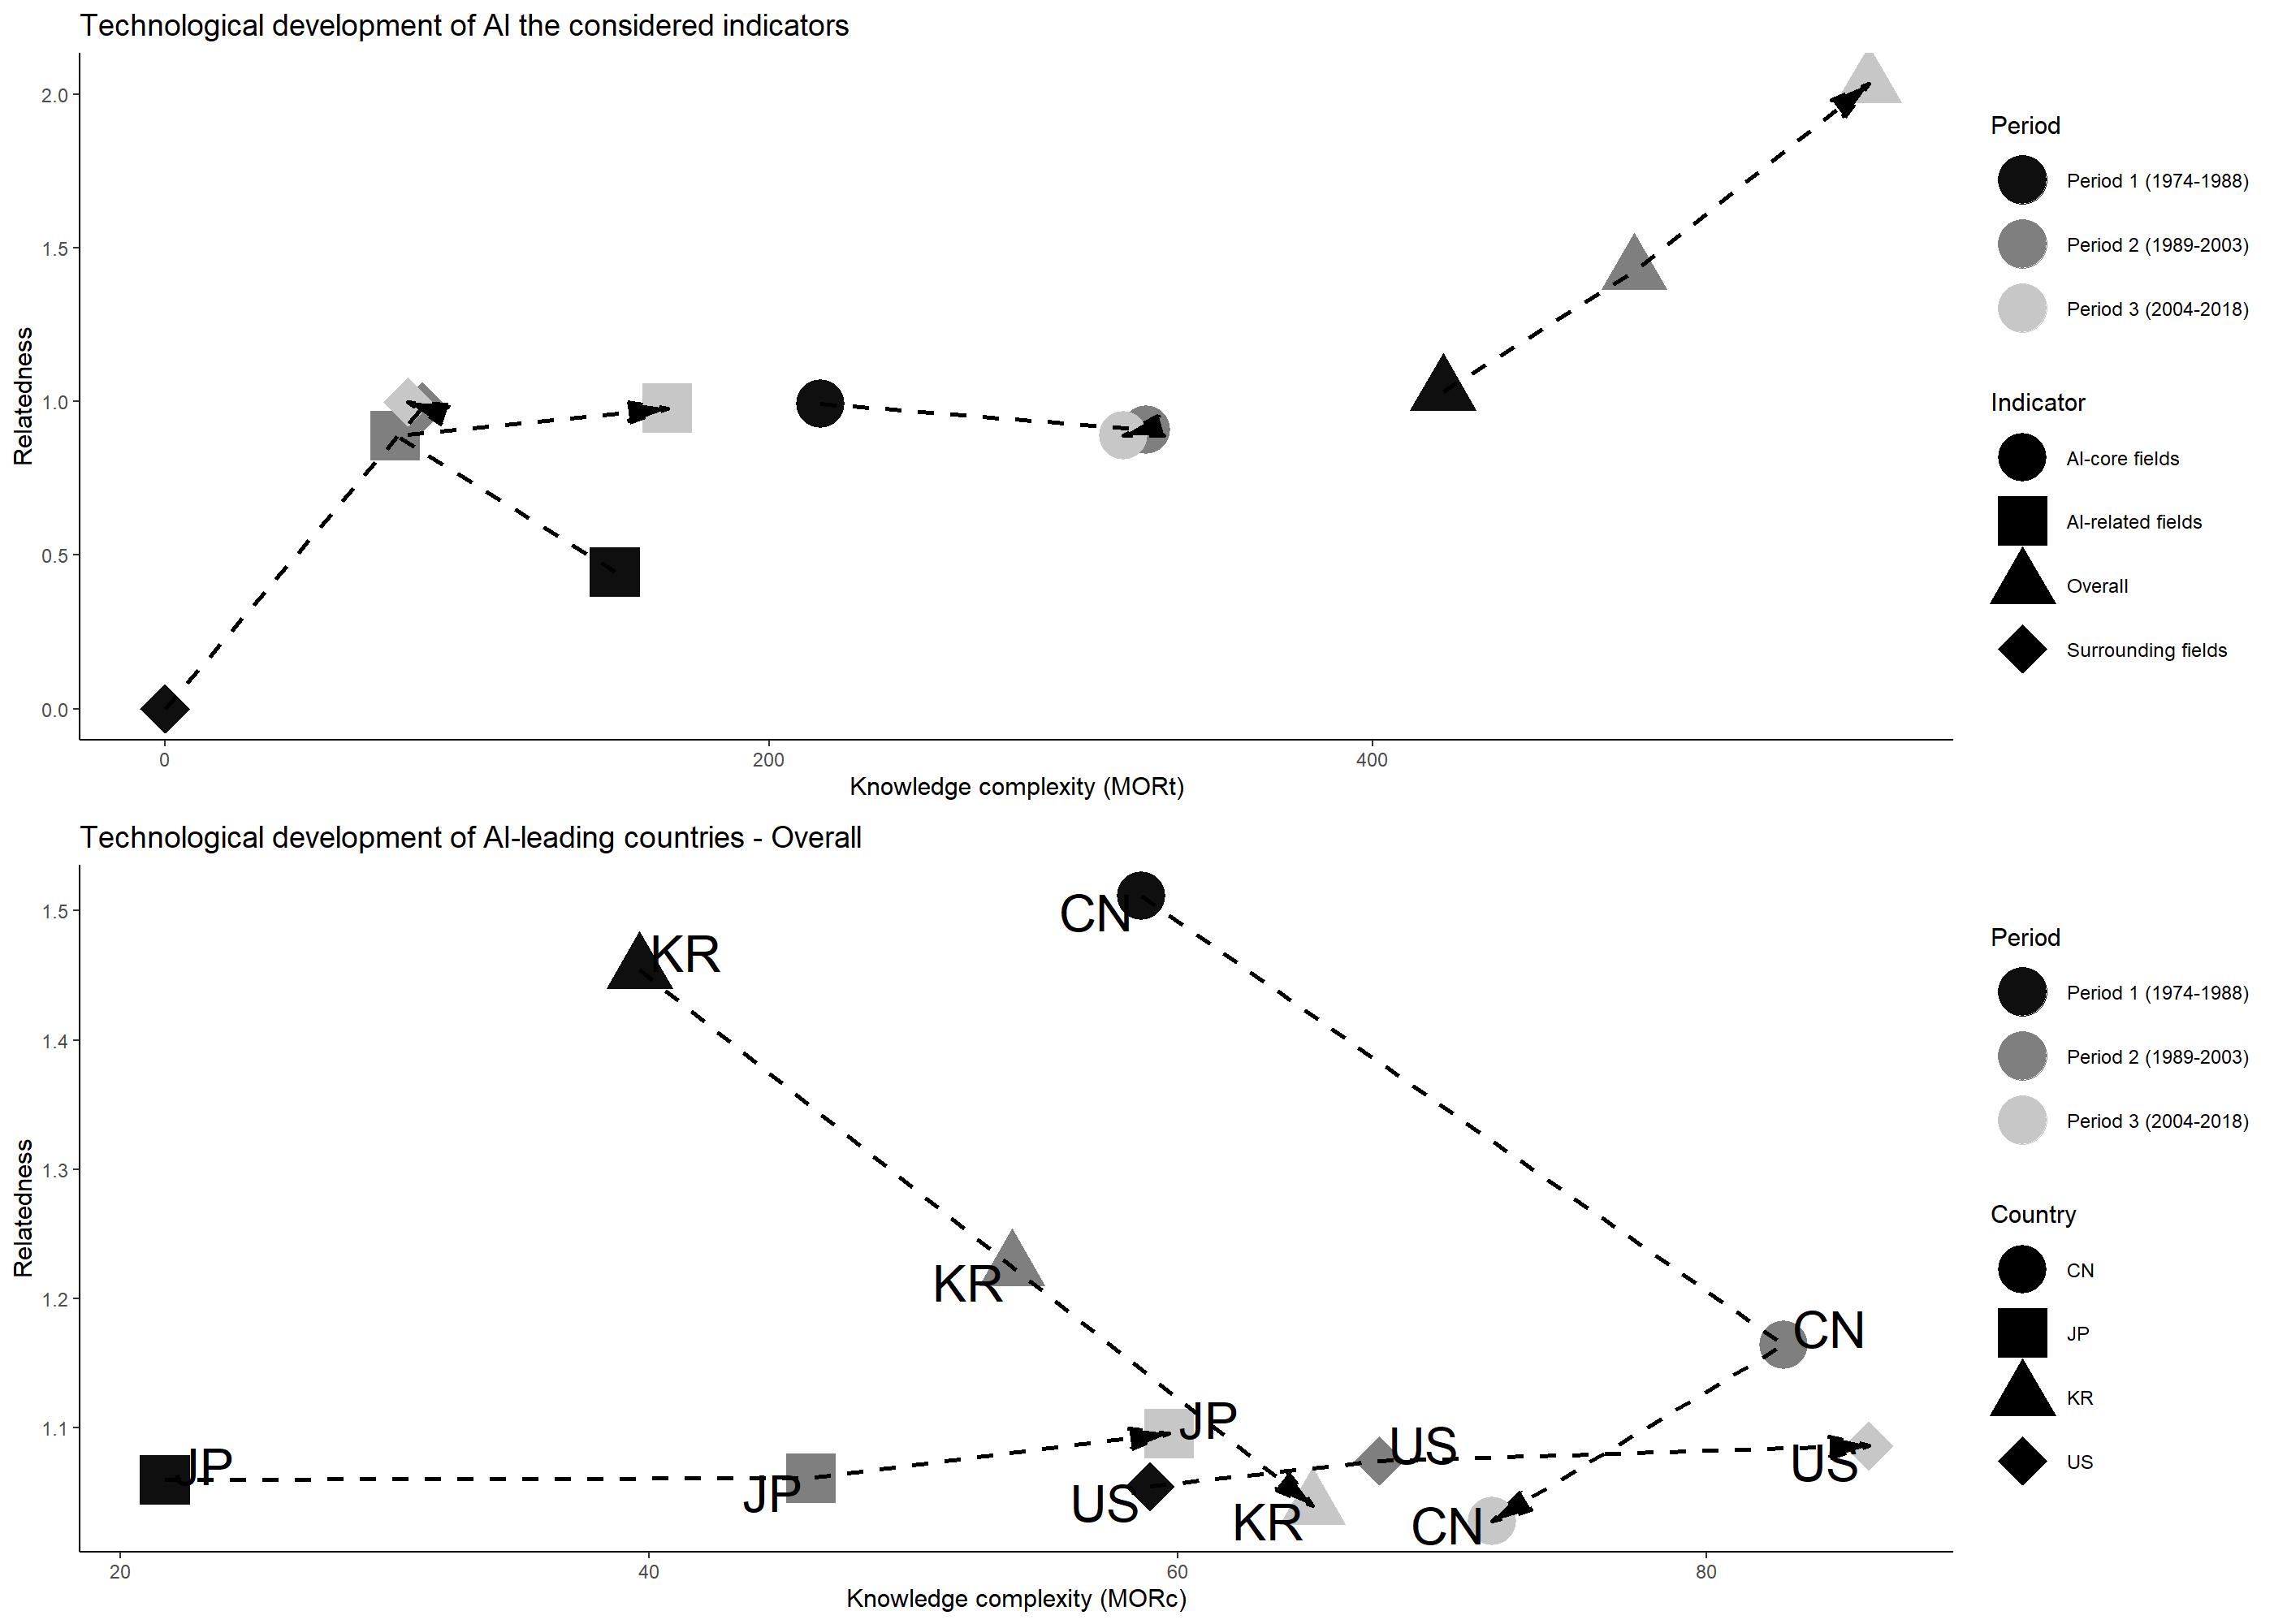 Technological development of AI the considered indicators
Relatedness
2.0
1.5
1.0
0.5
0.0
0
200
400
Knowledge complexity (MORt)
Period
Period 1 (1974-1988)
Period 2 (1989-2003)
Period 3 (2004-2018)
Indicator
AI-core fields
AI-related fields
Overall
Surrounding fields
Technological development of AI-leading countries - Overall
Relatedness
1.5
1.4
1.3
1.2
1.1
CN
KR
KR
CN
JP
JP
JP
US
US
US
KR
CN
20
40
60
80
Knowledge complexity (MORc)
Period
Period 1 (1974-1988)
Period 2 (1989-2003)
Period 3 (2004-2018)
Country
CN
JP
KR
US